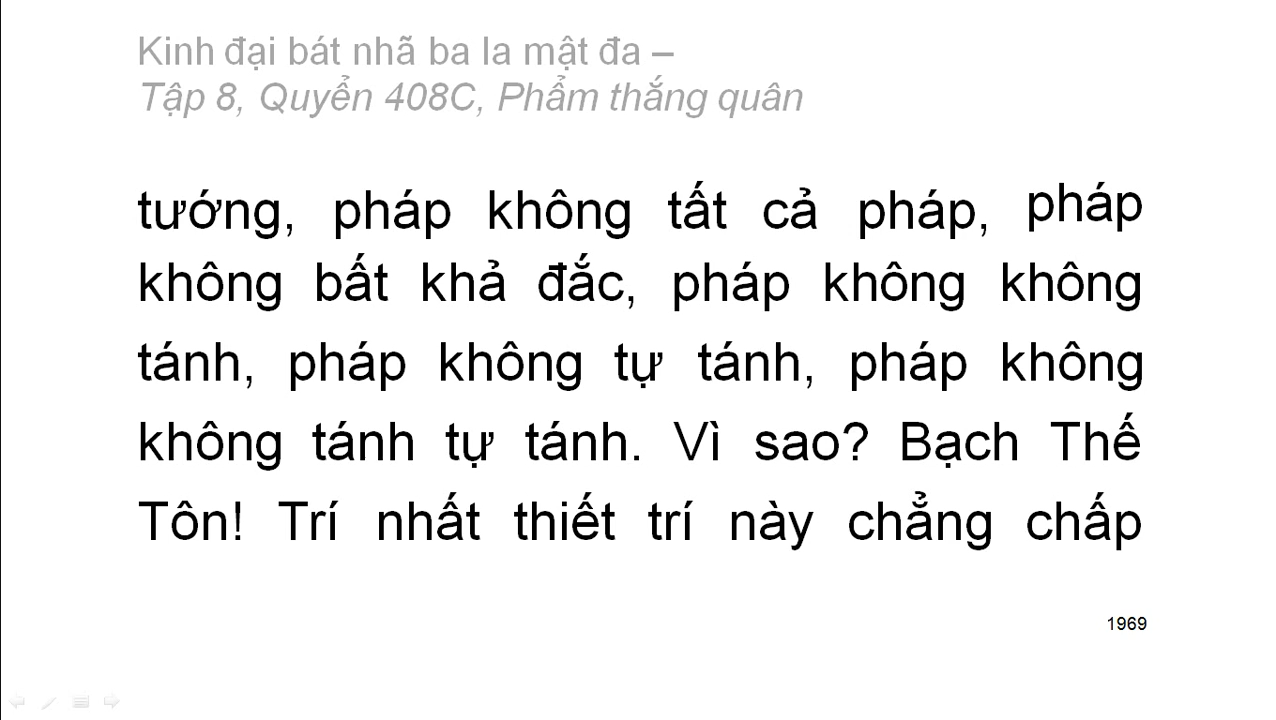 Kinh đại bát nhã ba la mật đa –
Tập 8, Quyển 408C, Phẩm thắng quân
tướng, pháp không tất cả pháp, pháp
không bất khả đắc, pháp không không
tánh, pháp không tự tánh, pháp không
không tánh tự tánh. Vì sao? Bạch Thế
Tôn! Trí nhất thiết trí này chẳng chấp
1969